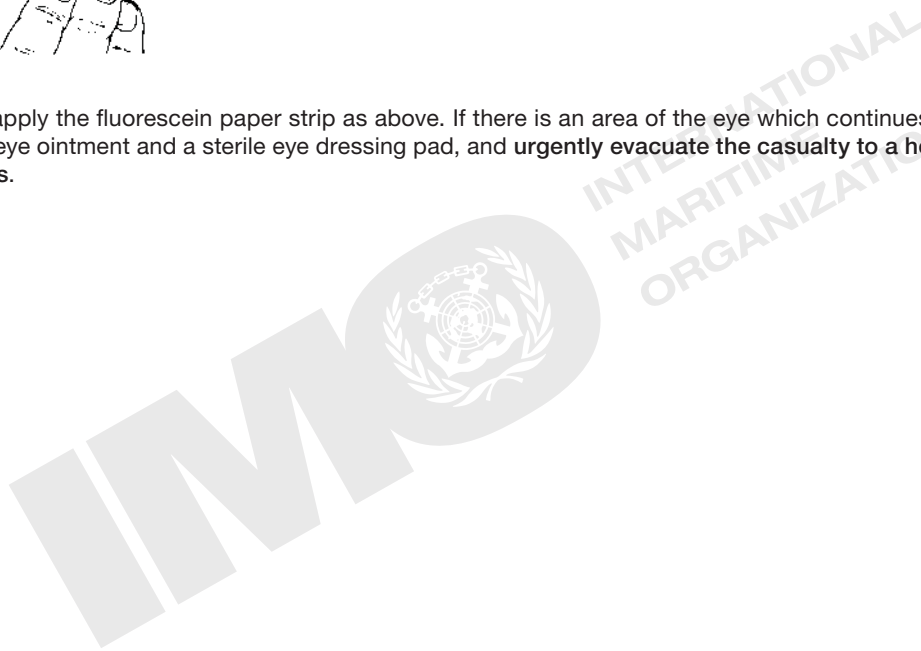 apply the fluorescein paper strip as above. If there is an area of the eye which continues
eye ointment and a sterile eye dressing pad, and urgently evacuate the casualty to a
s.
INTERNATIONAL
MARITIME
ORGANIZATIO
IMO